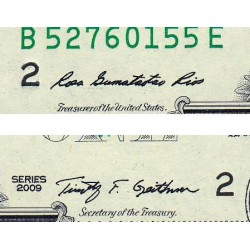 B 52760155 E
2 Rosa Gumataotao Rios
Treasurer of the United States.
SERIES
2009
Timothy F. Geithner 2
Secretary of the Treasury.